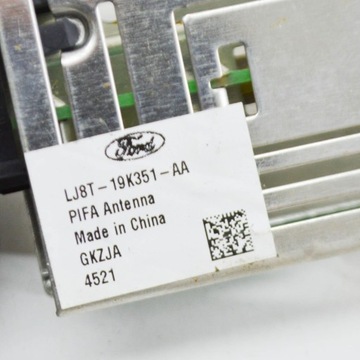 Ford
LJ8T-19K351-AA
PIFA Antenna
Made in China
GKZJA
4521